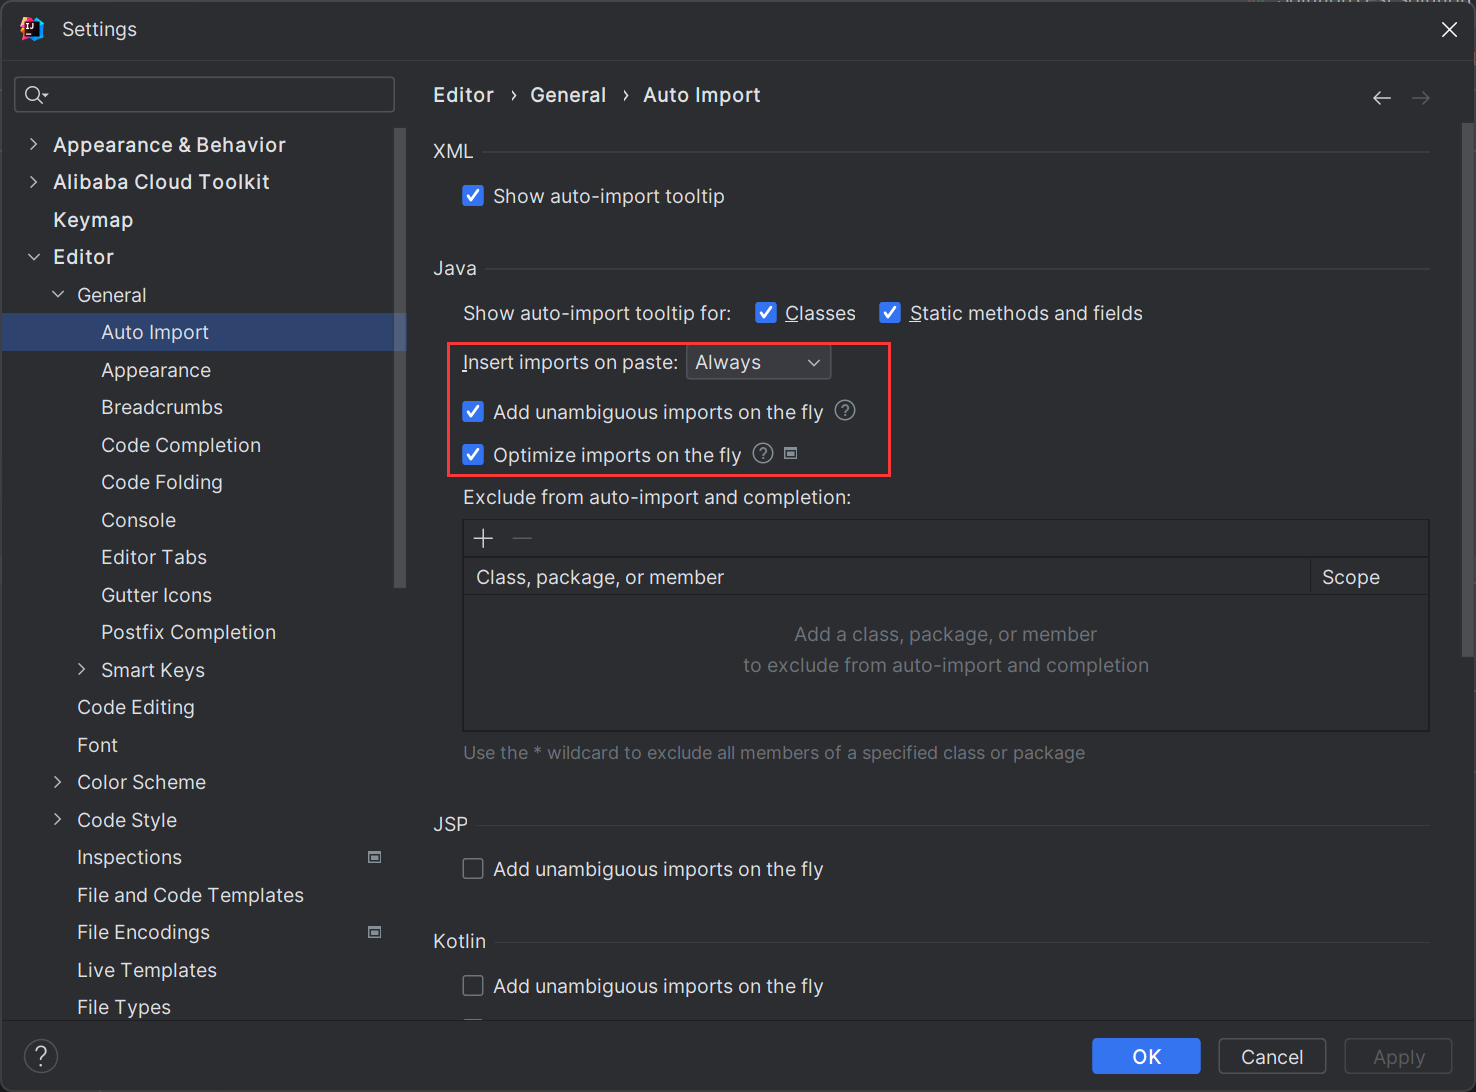 Settings
Editor › General › Auto Import
Appearance & Behavior
Alibaba Cloud Toolkit
Keymap
Editor
General
Auto Import
Appearance
Breadcrumbs
Code Completion
Code Folding
Console
Editor Tabs
Gutter Icons
Postfix Completion
Smart Keys
Code Editing
Font
Color Scheme
Code Style
Inspections
File and Code Templates
File Encodings
Live Templates
File Types
XML
Show auto-import tooltip
Java
Show auto-import tooltip for: Classes Static methods and fields
Insert imports on paste: Always
Add unambiguous imports on the fly ?
Optimize imports on the fly ?
Exclude from auto-import and completion:
Class, package, or member Scope
Add a class, package, or member
to exclude from auto-import and completion
Use the * wildcard to exclude all members of a specified class or package
JSP
Add unambiguous imports on the fly
Kotlin
Add unambiguous imports on the fly
? OK Cancel Apply